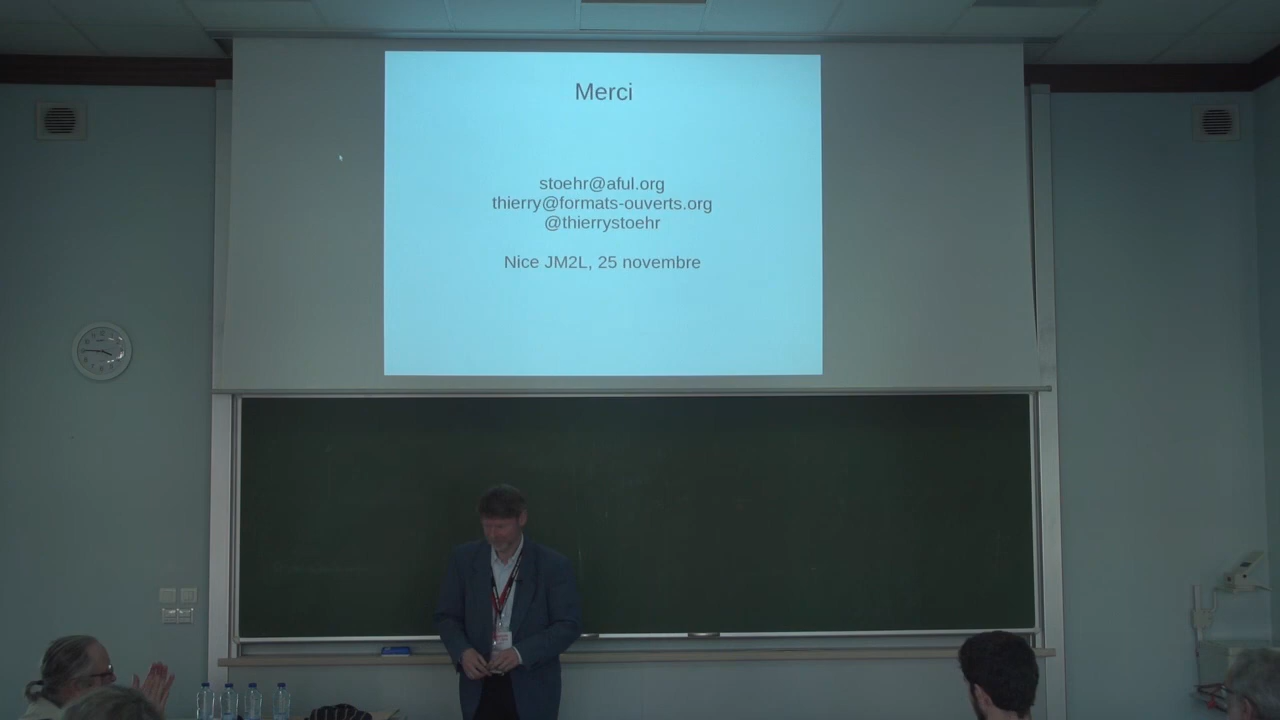 Merci
stoehr@aful.org
thierry@formats-ouverts.org
@thierrystoehr
Nice JM2L, 25 novembre